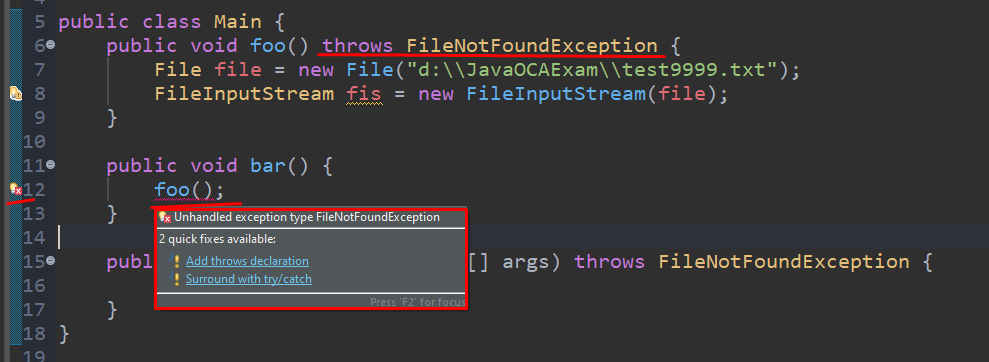 5 public class Main {
6 public void foo() throws FileNotFoundException {
7 File file = new File("d:\\JavaOCAExam\\test9999.txt");
8 FileInputStream fis = new FileInputStream(file);
9 }
10
11 public void bar() {
12 foo();
13 }
Unhandled exception type FileNotFoundException
14
2 quick fixes available:
15 pub [] args) throws FileNotFoundException {
Add throws declaration
16
Surround with try/catch
Press 'F2' for focus
17 }
18 }